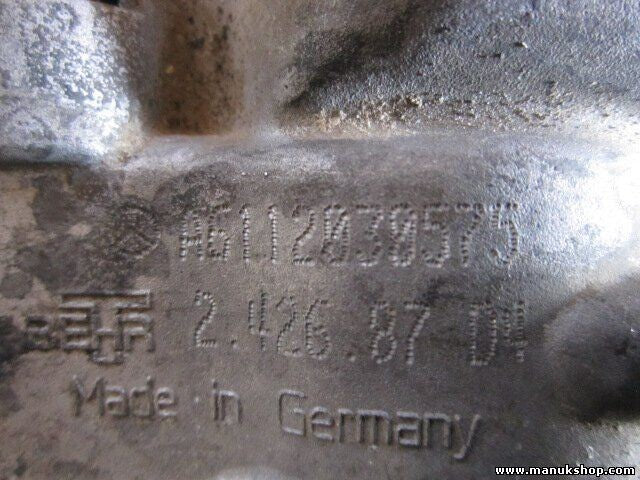 A6112030575
BEHR 2.426.87 D4
Made in Germany
www.manukshop.com